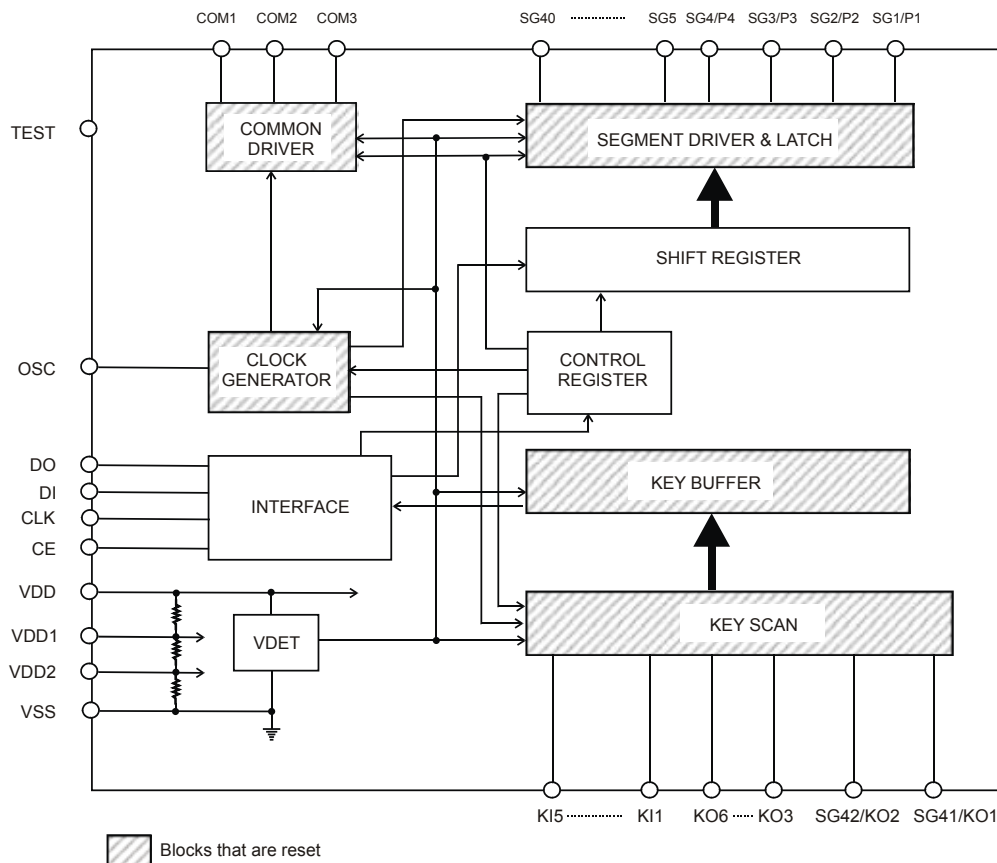 COM1 COM2 COM3 SG40 SG5 SG4/P4 SG3/P3 SG2/P2 SG1/P1
TEST
COMMON
DRIVER
SEGMENT DRIVER & LATCH
SHIFT REGISTER
OSC
CLOCK
GENERATOR
CONTROL
REGISTER
DO
DI
CLK
CE
INTERFACE
KEY BUFFER
VDD
VDD1
VDD2
VSS
VDET
KEY SCAN
KI5 KI1 KO6 KO3 SG42/KO2 SG41/KO1
Blocks that are reset